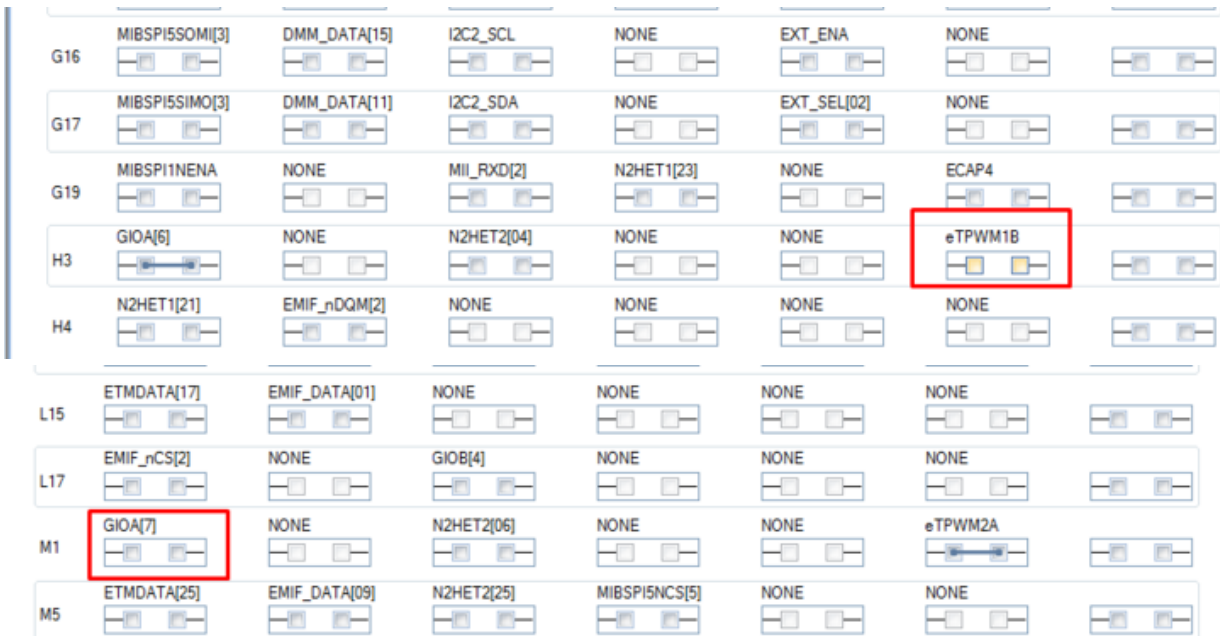 MIBSPI5SOMI[3] DMM_DATA[15] I2C2_SCL NONE EXT_ENA NONE
G16
MIBSPI5SIMO[3] DMM_DATA[11] I2C2_SDA NONE EXT_SEL[02] NONE
G17
MIBSPI1NENA NONE MII_RXD[2] N2HET1[23] NONE ECAP4
G19
GIOA[6] NONE N2HET2[04] NONE NONE eTPWM1B
H3
N2HET1[21] EMIF_nDQM[2] NONE NONE NONE NONE
H4
ETMDATA[17] EMIF_DATA[01] NONE NONE NONE NONE
L15
EMIF_nCS[2] NONE GIOB[4] NONE NONE NONE
L17
GIOA[7] NONE N2HET2[06] NONE NONE eTPWM2A
M1
ETMDATA[25] EMIF_DATA[09] N2HET2[25] MIBSPI5NCS[5] NONE NONE
M5